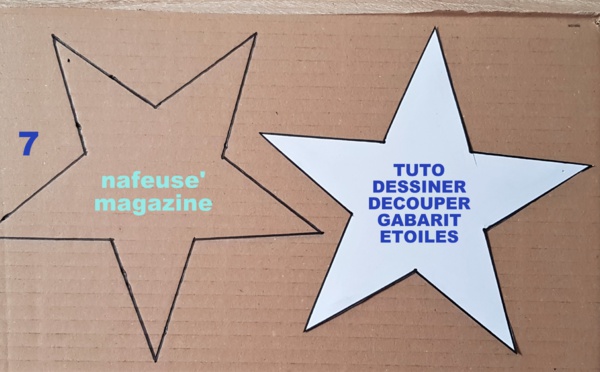 7
nafeuse'
magazine
TUTO
DESSINER
DECOUPER
GABARIT
ETOILES